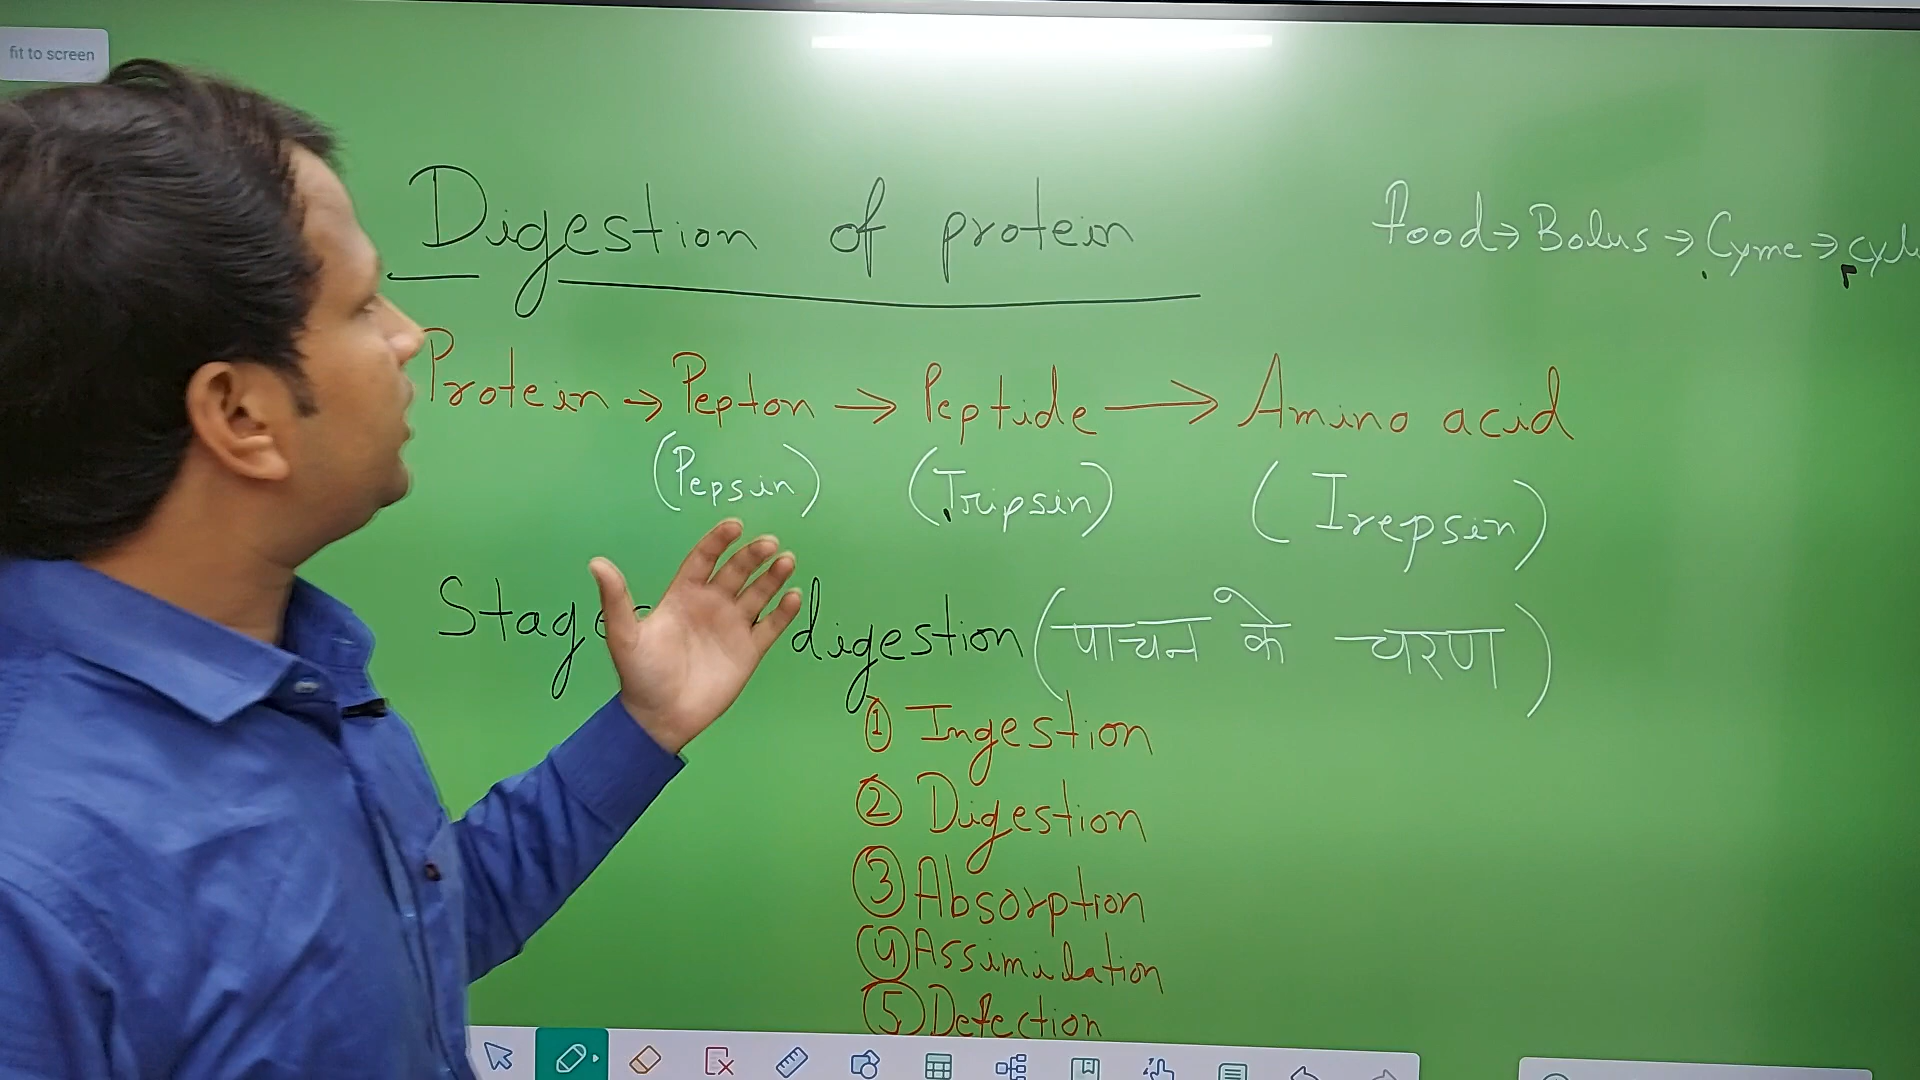 fit to screen
Digestion of protein
Food → Bolus → Cyme → cyl
Protein → Pepton → Peptide → Amino acid
(Pepsin) (Tripsin) (Irepsin)
Stage digestion (पाचन के चरण)
① Ingestion
② Digestion
③ Absorption
④ Assimilation
⑤ Defection